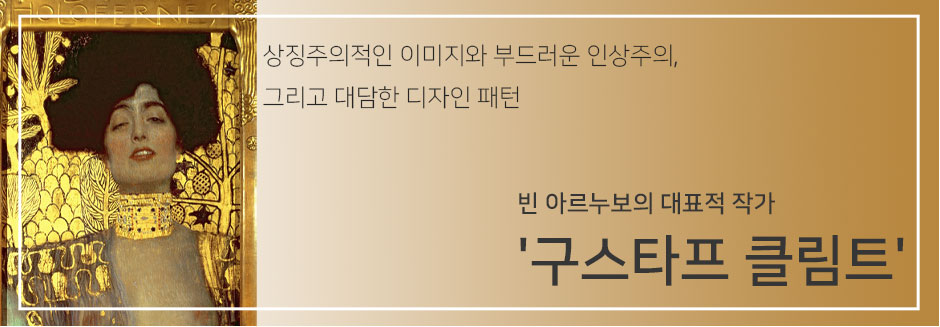 HOLOFERNES
상징주의적인 이미지와 부드러운 인상주의,
그리고 대담한 디자인 패턴
빈 아르누보의 대표적 작가
'구스타프 클림트'